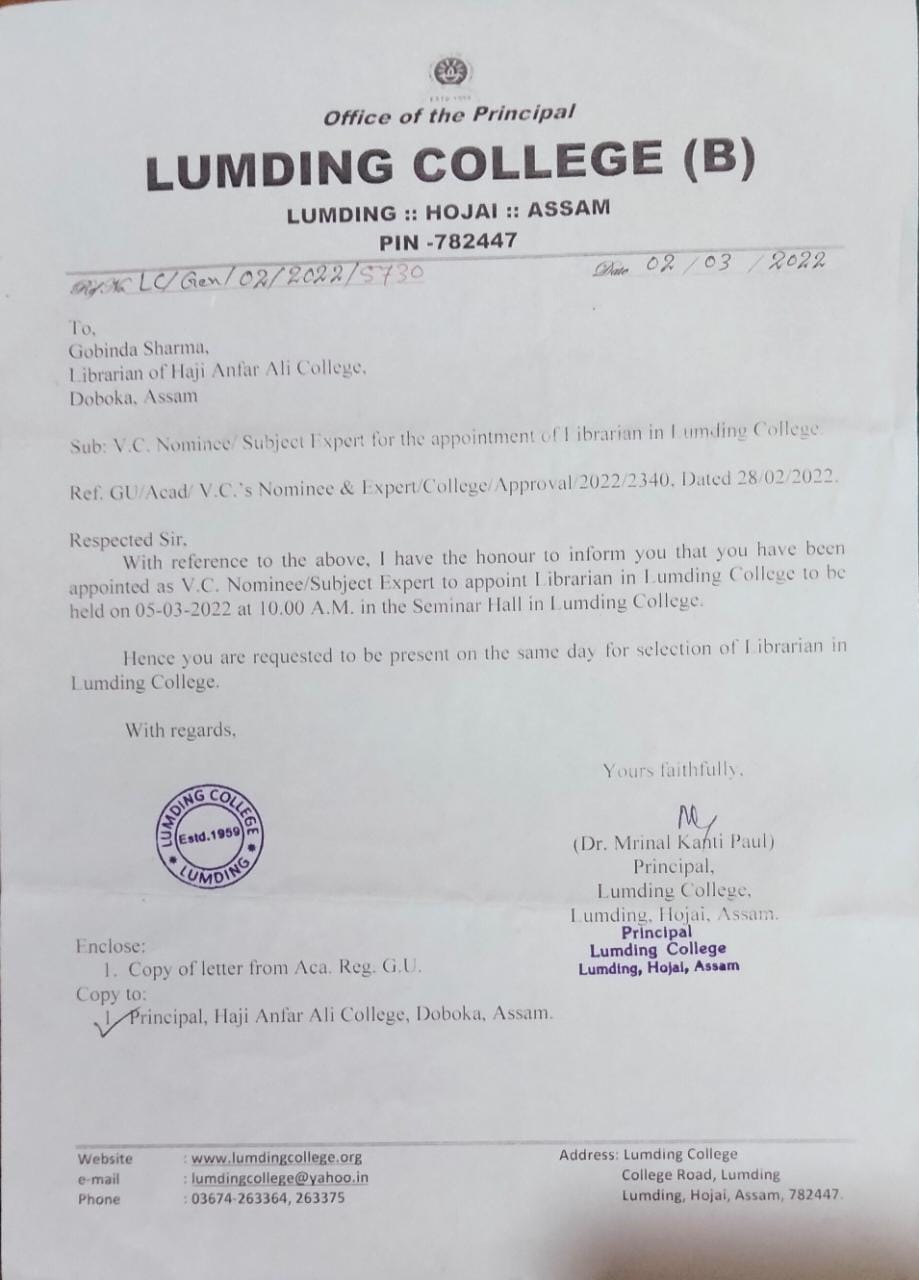 ESTD 1959
Office of the Principal
LUMDING COLLEGE (B)
LUMDING :: HOJAI :: ASSAM
PIN -782447
Ref. No. LC/Gen/02/2022/5730
Date 02/03/2022
To,
Gobinda Sharma,
Librarian of Haji Anfar Ali College,
Doboka, Assam
Sub: V.C. Nominee/ Subject Expert for the appointment of Librarian in Lumding College.
Ref. GU/Acad/ V.C.'s Nominee & Expert/College/Approval/2022/2340, Dated 28/02/2022.
Respected Sir,
With reference to the above, I have the honour to inform you that you have been
appointed as V.C. Nominee/Subject Expert to appoint Librarian in Lumding College to be
held on 05-03-2022 at 10.00 A.M. in the Seminar Hall in Lumding College.
Hence you are requested to be present on the same day for selection of Librarian in
Lumding College.
With regards,
Yours faithfully,
LUMDING COLLEGE
Estd.1959
* LUMDING *
(Dr. Mrinal Kanti Paul)
Principal,
Lumding College,
Lumding, Hojai, Assam.
Principal
Lumding College
Lumding, Hojai, Assam
Enclose:
1. Copy of letter from Aca. Reg. G.U.
Copy to:
1. Principal, Haji Anfar Ali College, Doboka, Assam.
Website : www.lumdingcollege.org
e-mail : lumdingcollege@yahoo.in
Phone : 03674-263364, 263375
Address: Lumding College
College Road, Lumding
Lumding, Hojai, Assam, 782447.